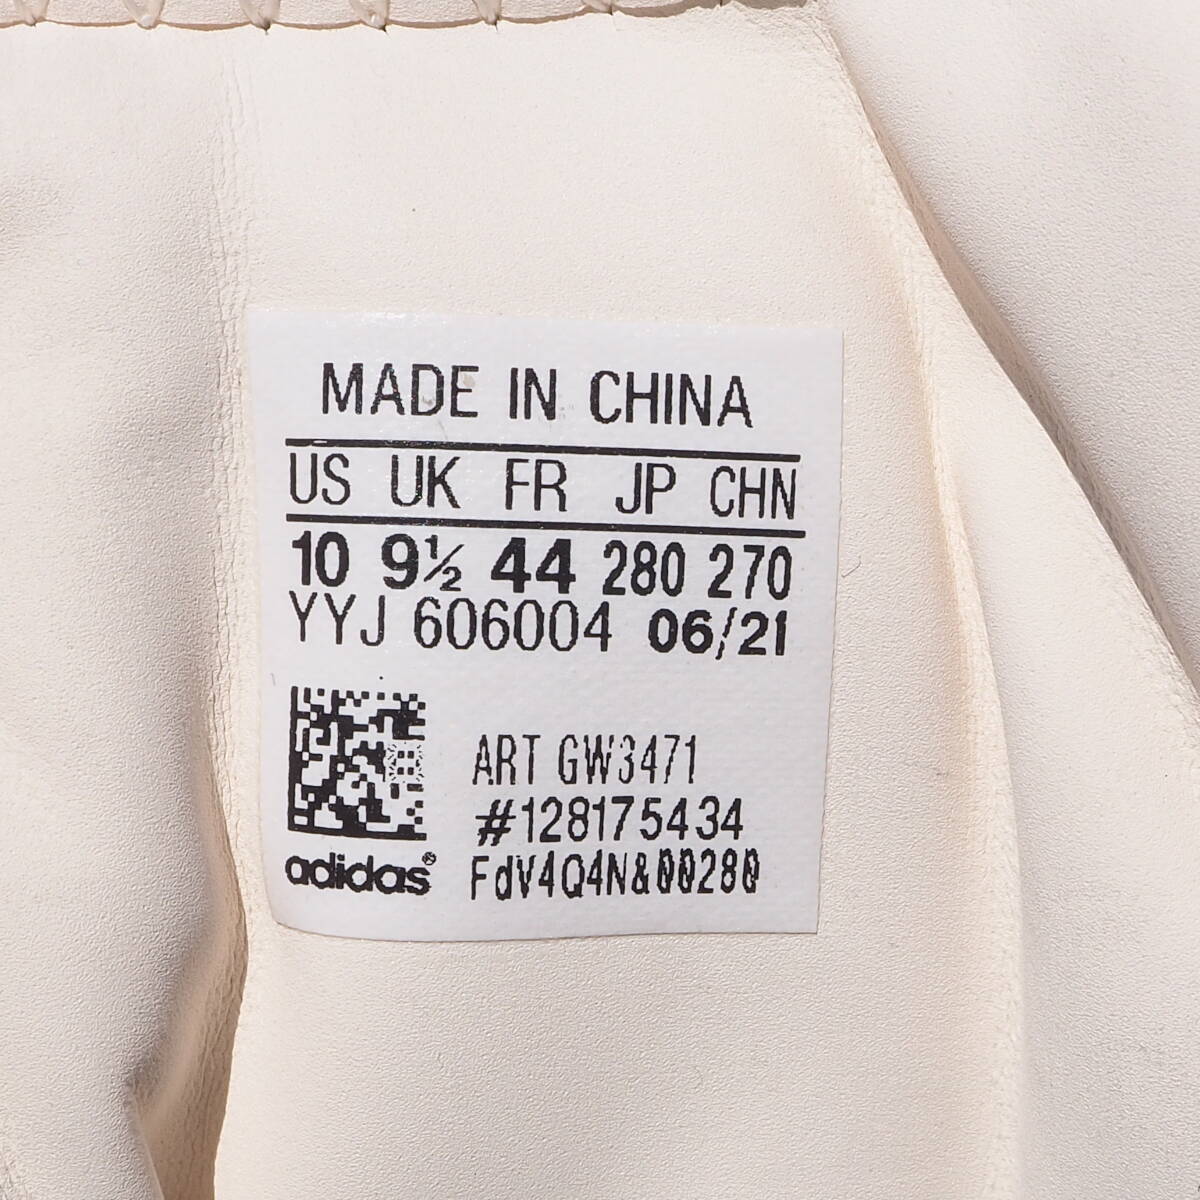 MADE IN CHINA
US UK FR JP CHN
10 9½ 44 280 270
YYJ 606004 06/21
ART GW3471
#128175434
adidas®
FdV4Q4N&00280